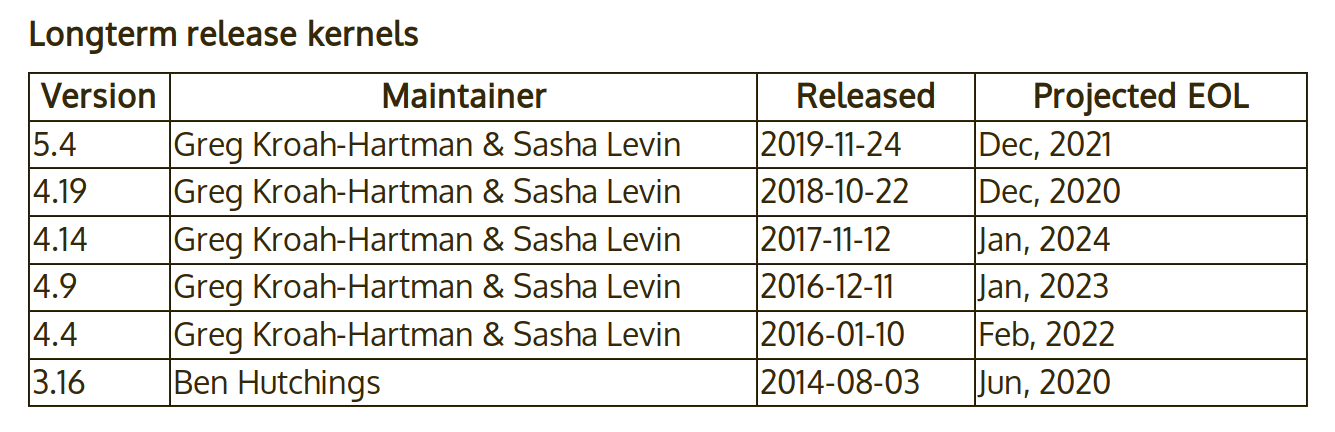 Longterm release kernels
Version Maintainer Released Projected EOL
5.4 Greg Kroah-Hartman & Sasha Levin 2019-11-24 Dec, 2021
4.19 Greg Kroah-Hartman & Sasha Levin 2018-10-22 Dec, 2020
4.14 Greg Kroah-Hartman & Sasha Levin 2017-11-12 Jan, 2024
4.9 Greg Kroah-Hartman & Sasha Levin 2016-12-11 Jan, 2023
4.4 Greg Kroah-Hartman & Sasha Levin 2016-01-10 Feb, 2022
3.16 Ben Hutchings 2014-08-03 Jun, 2020